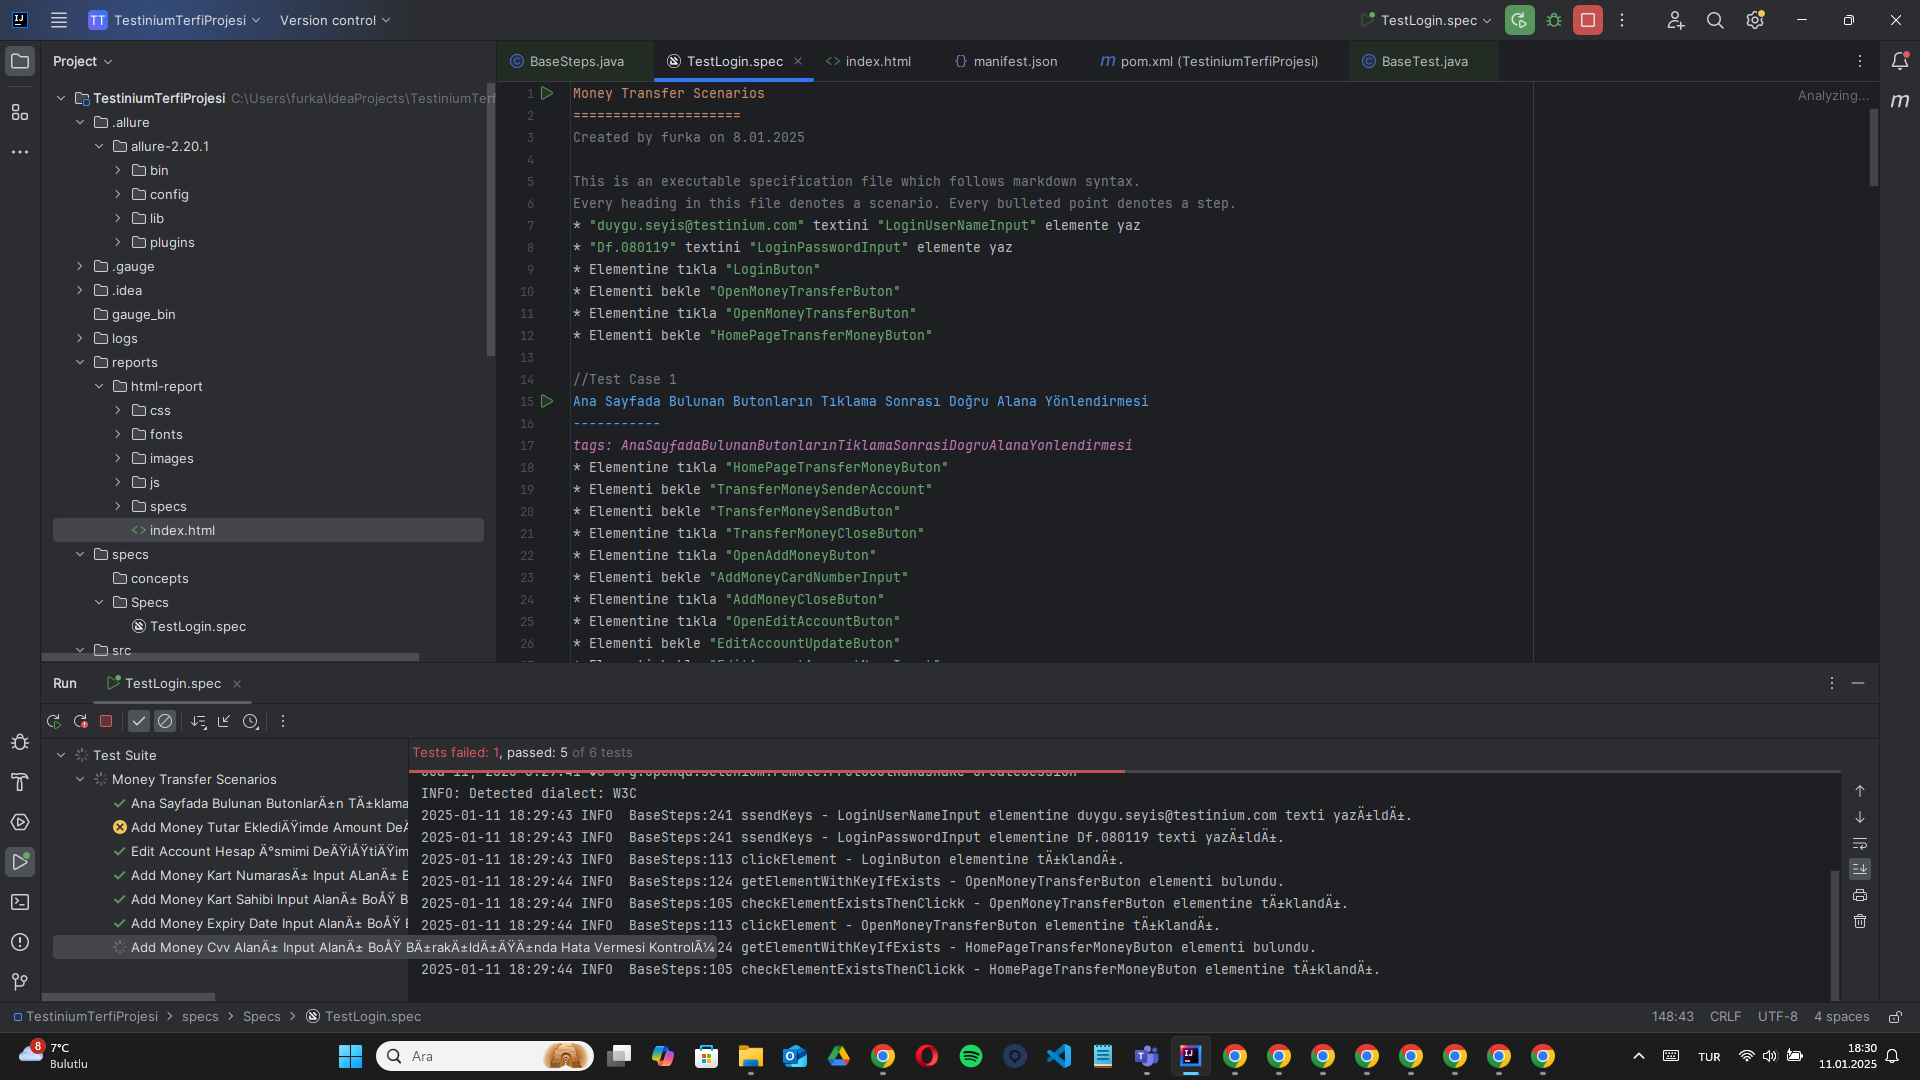 TT TestiniumTerfiProjesi Version control TestLogin.spec
Project
BaseSteps.java TestLogin.spec index.html manifest.json pom.xml (TestiniumTerfiProjesi) BaseTest.java
Analyzing...
TestiniumTerfiProjesi C:\Users\furka\IdeaProjects\TestiniumTerf
.allure
allure-2.20.1
bin
config
lib
plugins
.gauge
.idea
gauge_bin
logs
reports
html-report
css
fonts
images
js
specs
index.html
specs
concepts
Specs
TestLogin.spec
src
1 Money Transfer Scenarios
2 =====================
3 Created by furka on 8.01.2025
4
5 This is an executable specification file which follows markdown syntax.
6 Every heading in this file denotes a scenario. Every bulleted point denotes a step.
7 * "duygu.seyis@testinium.com" textini "LoginUserNameInput" elemente yaz
8 * "Df.080119" textini "LoginPasswordInput" elemente yaz
9 * Elementine tıkla "LoginButon"
10 * Elementi bekle "OpenMoneyTransferButon"
11 * Elementine tıkla "OpenMoneyTransferButon"
12 * Elementi bekle "HomePageTransferMoneyButon"
13
14 //Test Case 1
15 Ana Sayfada Bulunan Butonların Tıklama Sonrası Doğru Alana Yönlendirmesi
16 -----------
17 tags: AnaSayfadaBulunanButonlarınTiklamaSonrasiDogruAlanaYonlendirmesi
18 * Elementine tıkla "HomePageTransferMoneyButon"
19 * Elementi bekle "TransferMoneySenderAccount"
20 * Elementi bekle "TransferMoneySendButon"
21 * Elementine tıkla "TransferMoneyCloseButon"
22 * Elementine tıkla "OpenAddMoneyButon"
23 * Elementi bekle "AddMoneyCardNumberInput"
24 * Elementine tıkla "AddMoneyCloseButon"
25 * Elementine tıkla "OpenEditAccountButon"
26 * Elementi bekle "EditAccountUpdateButon"
Run TestLogin.spec
Test Suite
Money Transfer Scenarios
Ana Sayfada Bulunan ButonlarÄ±n TÄ±klama
Add Money Tutar EklediÄŸimde Amount DeÄ
Edit Account Hesap Ä°smimi DeÄŸiÅŸtiÄŸim
Add Money Kart NumarasÄ± Input ALanÄ± B
Add Money Kart Sahibi Input AlanÄ± BoÅŸ B
Add Money Expiry Date Input AlanÄ± BoÅŸ B
Add Money Cvv AlanÄ± Input AlanÄ± BoÅŸ BÄ±rakÄ±ldÄ±ÄŸÄ±nda Hata Vermesi KontrolÃ¼
Tests failed: 1, passed: 5 of 6 tests
INFO: Detected dialect: W3C
2025-01-11 18:29:43 INFO BaseSteps:241 ssendKeys - LoginUserNameInput elementine duygu.seyis@testinium.com texti yazÄ±ldÄ±.
2025-01-11 18:29:43 INFO BaseSteps:241 ssendKeys - LoginPasswordInput elementine Df.080119 texti yazÄ±ldÄ±.
2025-01-11 18:29:43 INFO BaseSteps:113 clickElement - LoginButon elementine tÄ±klandÄ±.
2025-01-11 18:29:44 INFO BaseSteps:124 getElementWithKeyIfExists - OpenMoneyTransferButon elementi bulundu.
2025-01-11 18:29:44 INFO BaseSteps:105 checkElementExistsThenClickk - OpenMoneyTransferButon elementine tÄ±klandÄ±.
2025-01-11 18:29:44 INFO BaseSteps:113 clickElement - OpenMoneyTransferButon elementine tÄ±klandÄ±.
24 getElementWithKeyIfExists - HomePageTransferMoneyButon elementi bulundu.
2025-01-11 18:29:44 INFO BaseSteps:105 checkElementExistsThenClickk - HomePageTransferMoneyButon elementine tÄ±klandÄ±.
TestiniumTerfiProjesi > specs > Specs > TestLogin.spec 148:43 CRLF UTF-8 4 spaces
8 7°C
Bulutlu
Ara
TUR
18:30
11.01.2025